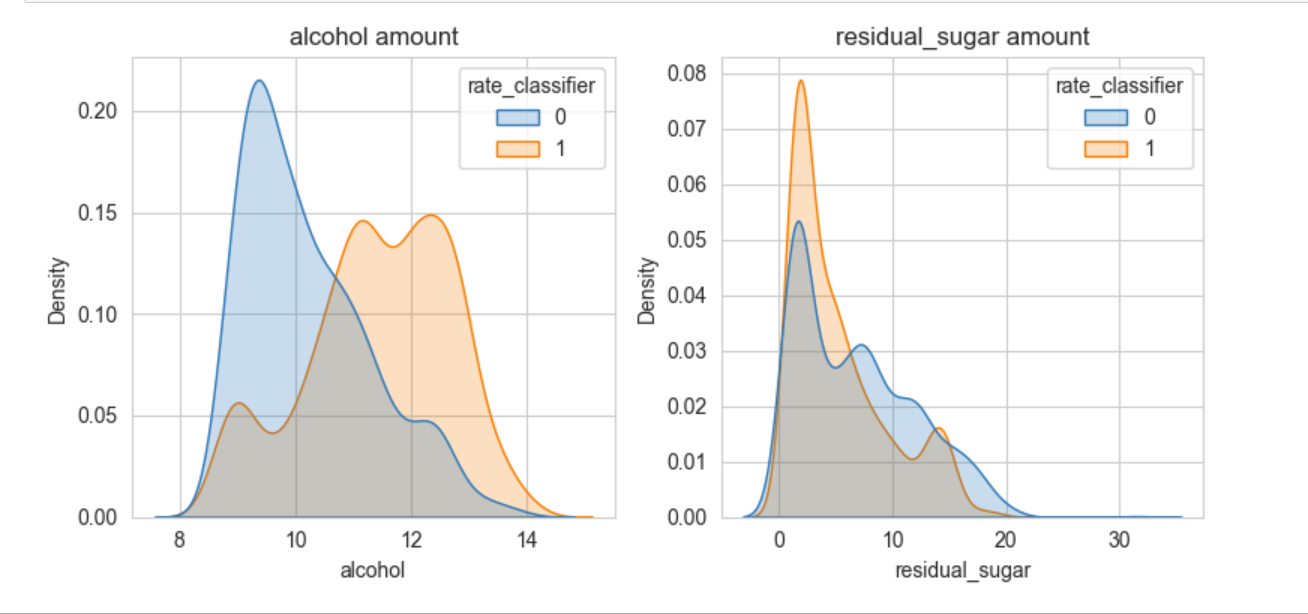 alcohol amount
rate_classifier
0
1
0.20
0.15
0.10
0.05
0.00
Density
8 10 12 14
alcohol
residual_sugar amount
rate_classifier
0
1
0.08
0.07
0.06
0.05
0.04
0.03
0.02
0.01
0.00
Density
0 10 20 30
residual_sugar